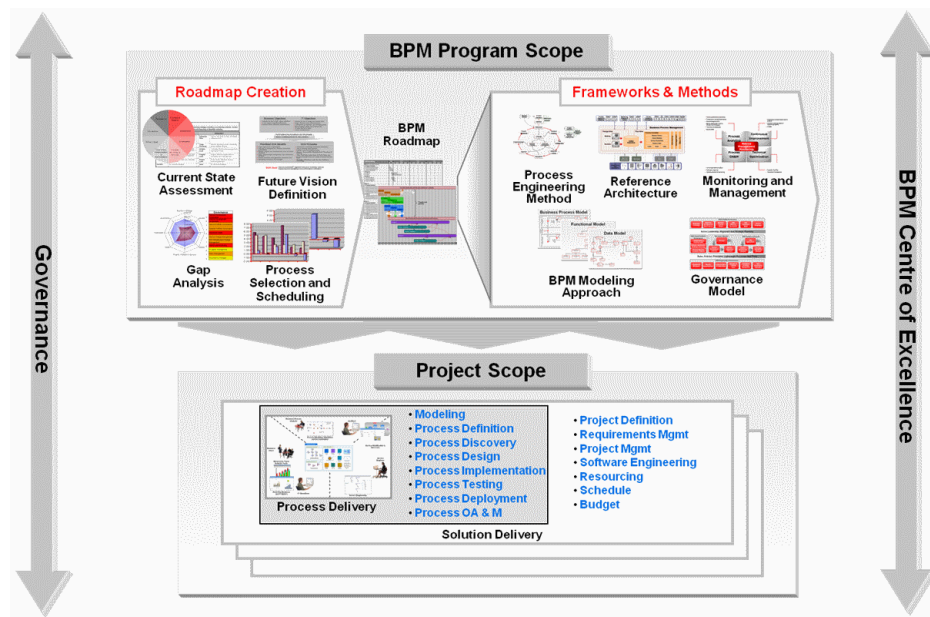 BPM Program Scope
Roadmap Creation
Current State
Assessment
Future Vision
Definition
Gap
Analysis
Process
Selection and
Scheduling
BPM
Roadmap
Frameworks & Methods
Process
Engineering
Method
Reference
Architecture
Monitoring and
Management
Business Process Model
Functional Model
Data Model
BPM Modeling
Approach
Governance
Model
Governance
BPM Centre of Excellence
Project Scope
Process Delivery
• Modeling
• Process Definition
• Process Discovery
• Process Design
• Process Implementation
• Process Testing
• Process Deployment
• Process OA & M
• Project Definition
• Requirements Mgmt
• Project Mgmt
• Software Engineering
• Resourcing
• Schedule
• Budget
Solution Delivery